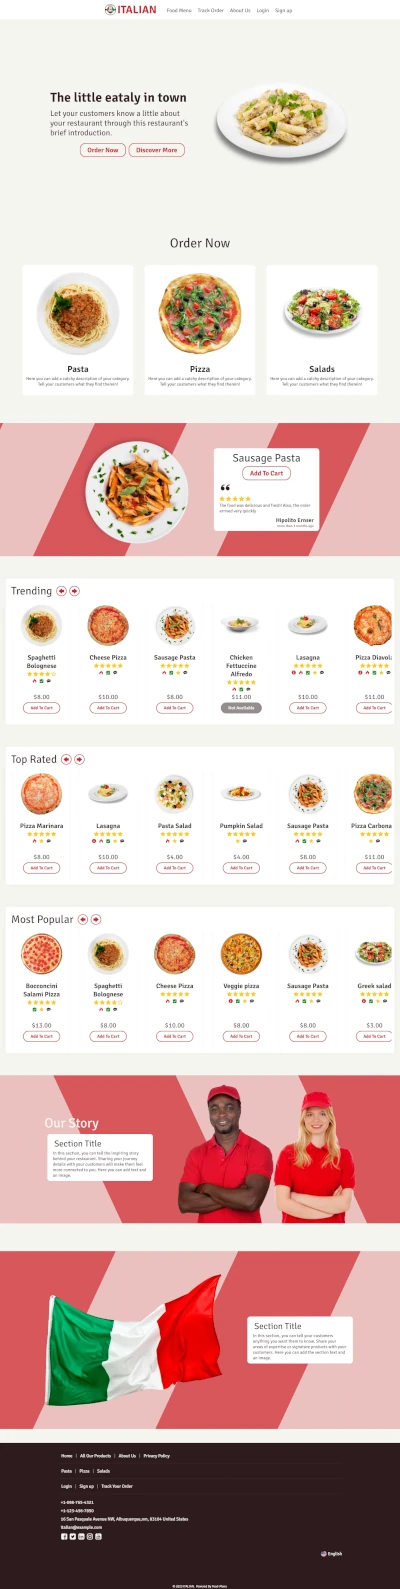 ITALIAN Food Menu Track Order About Us Login Sign up
The little eataly in town
Let your customers know a little about
your restaurant through this restaurant's
brief introduction.
Order Now Discover More
Order Now
Pasta
Here you can add a catchy description of your category.
Tell your customers what they find therein!
Pizza
Here you can add a catchy description of your category.
Tell your customers what they find therein!
Salads
Here you can add a catchy description of your category.
Tell your customers what they find therein!
Sausage Pasta
Add To Cart
The food was delicious and fresh! Also, the order
arrived very quickly
Hipolito Ernser
more than 3 months ago
Trending
Spaghetti
Bolognese
$8.00
Add To Cart
Cheese Pizza
$10.00
Add To Cart
Sausage Pasta
$8.00
Add To Cart
Chicken
Fettuccine
Alfredo
$11.00
Not Available
Lasagna
$10.00
Add To Cart
Pizza Diavola
$11.00
Add To Cart
Top Rated
Pizza Marinara
$8.00
Add To Cart
Lasagna
$10.00
Add To Cart
Pasta Salad
$4.00
Add To Cart
Pumpkin Salad
$4.00
Add To Cart
Sausage Pasta
$8.00
Add To Cart
Pizza Carbona
$11.00
Add To Cart
Most Popular
Bocconcini
Salami Pizza
$13.00
Add To Cart
Spaghetti
Bolognese
$8.00
Add To Cart
Cheese Pizza
$10.00
Add To Cart
Veggie pizza
$8.00
Add To Cart
Sausage Pasta
$8.00
Add To Cart
Greek salad
$3.00
Add To Cart
Our Story
Section Title
In this section, you can tell the inspiring story
behind your restaurant. Sharing your journey
details with your customers will make them feel
more connected to you. Here you can add text and
an image.
Section Title
In this section, you can tell your customers
anything you want them to know. Share your
areas of expertise or signature products with your
customers. Here you can add the section text and
an image.
Home | All Our Products | About Us | Privacy Policy
Pasta | Pizza | Salads
Login | Sign up | Track Your Order
+1-098-765-4321
+1-123-456-7890
16 San Pasquale Avenue NW, Albuquerque,nm, 83104 United States
italian@example.com
English
© 2023 ITALIAN. Powered By Food Menu